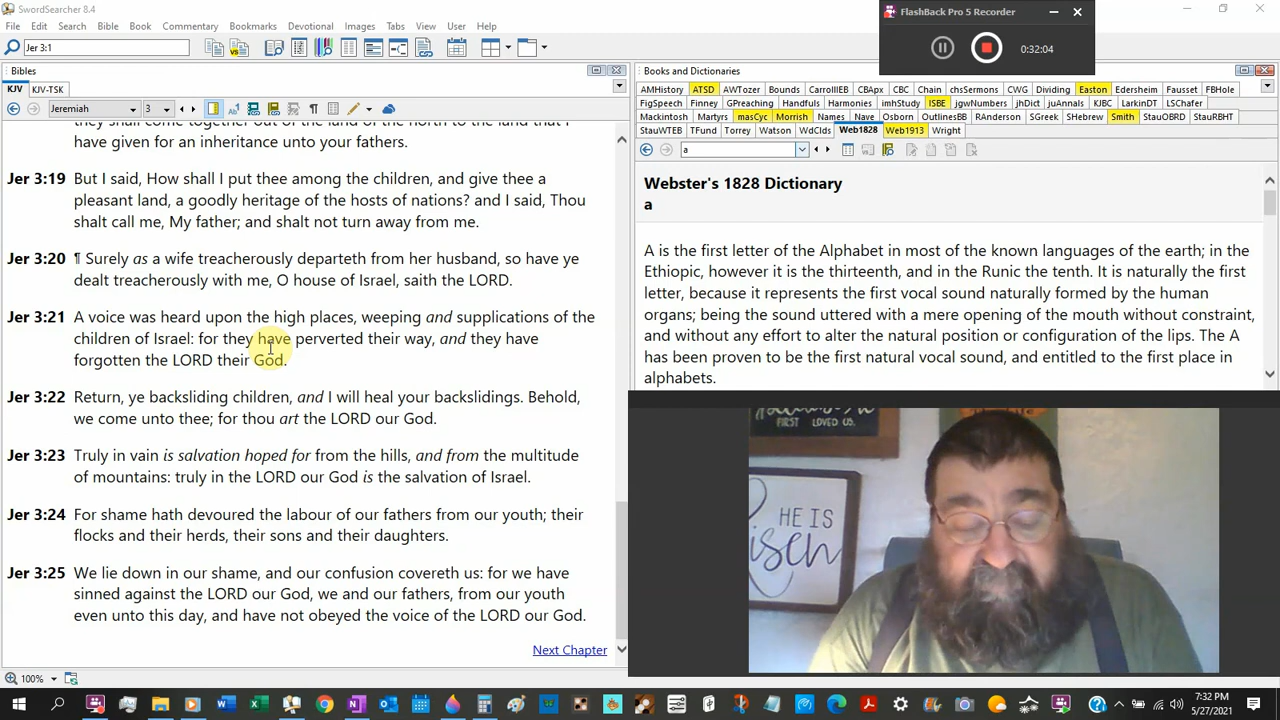 SwordSearcher 8.4
FlashBack Pro 5 Recorder
File Edit Search Bible Book Commentary Bookmarks Devotional Images Tabs View User Help
Jer 3:1
0:32:04
Bibles
Books and Dictionaries
KJV KJV-TSK
AMHistory ATSD AWTozer Bounds CarrollIEB CBApx CBC Chain chsSermons CWG Dividing Easton Edersheim Fausset FBHole
FigSpeech Finney GPreaching Handfuls Harmonies imhStudy ISBE jgwNumbers jhDict juAnnals KJBC LarkinDT LSChafer
Mackintosh Martyrs masCyc Morrish Names Nave Osborn OutlinesBB RAnderson SGreek SHebrew Smith StauOBRD StauRBHT
StauWTEB TFund Torrey Watson WdClds Web1828 Web1913 Wright
Jeremiah 3
a
they shall come together out of the land of the north to the land that I
have given for an inheritance unto your fathers.
Jer 3:19 But I said, How shall I put thee among the children, and give thee a
pleasant land, a goodly heritage of the hosts of nations? and I said, Thou
shalt call me, My father; and shalt not turn away from me.
Jer 3:20 ¶ Surely as a wife treacherously departeth from her husband, so have ye
dealt treacherously with me, O house of Israel, saith the LORD.
Jer 3:21 A voice was heard upon the high places, weeping and supplications of the
children of Israel: for they have perverted their way, and they have
forgotten the LORD their God.
Jer 3:22 Return, ye backsliding children, and I will heal your backslidings. Behold,
we come unto thee; for thou art the LORD our God.
Jer 3:23 Truly in vain is salvation hoped for from the hills, and from the multitude
of mountains: truly in the LORD our God is the salvation of Israel.
Jer 3:24 For shame hath devoured the labour of our fathers from our youth; their
flocks and their herds, their sons and their daughters.
Jer 3:25 We lie down in our shame, and our confusion covereth us: for we have
sinned against the LORD our God, we and our fathers, from our youth
even unto this day, and have not obeyed the voice of the LORD our God.
Next Chapter
100%
Webster's 1828 Dictionary
a
A is the first letter of the Alphabet in most of the known languages of the earth; in the
Ethiopic, however it is the thirteenth, and in the Runic the tenth. It is naturally the first
letter, because it represents the first vocal sound naturally formed by the human
organs; being the sound uttered with a mere opening of the mouth without constraint,
and without any effort to alter the natural position or configuration of the lips. The A
has been proven to be the first natural vocal sound, and entitled to the first place in
alphabets.
FIRST LOVED US.
HE IS
Risen
7:32 PM
5/27/2021